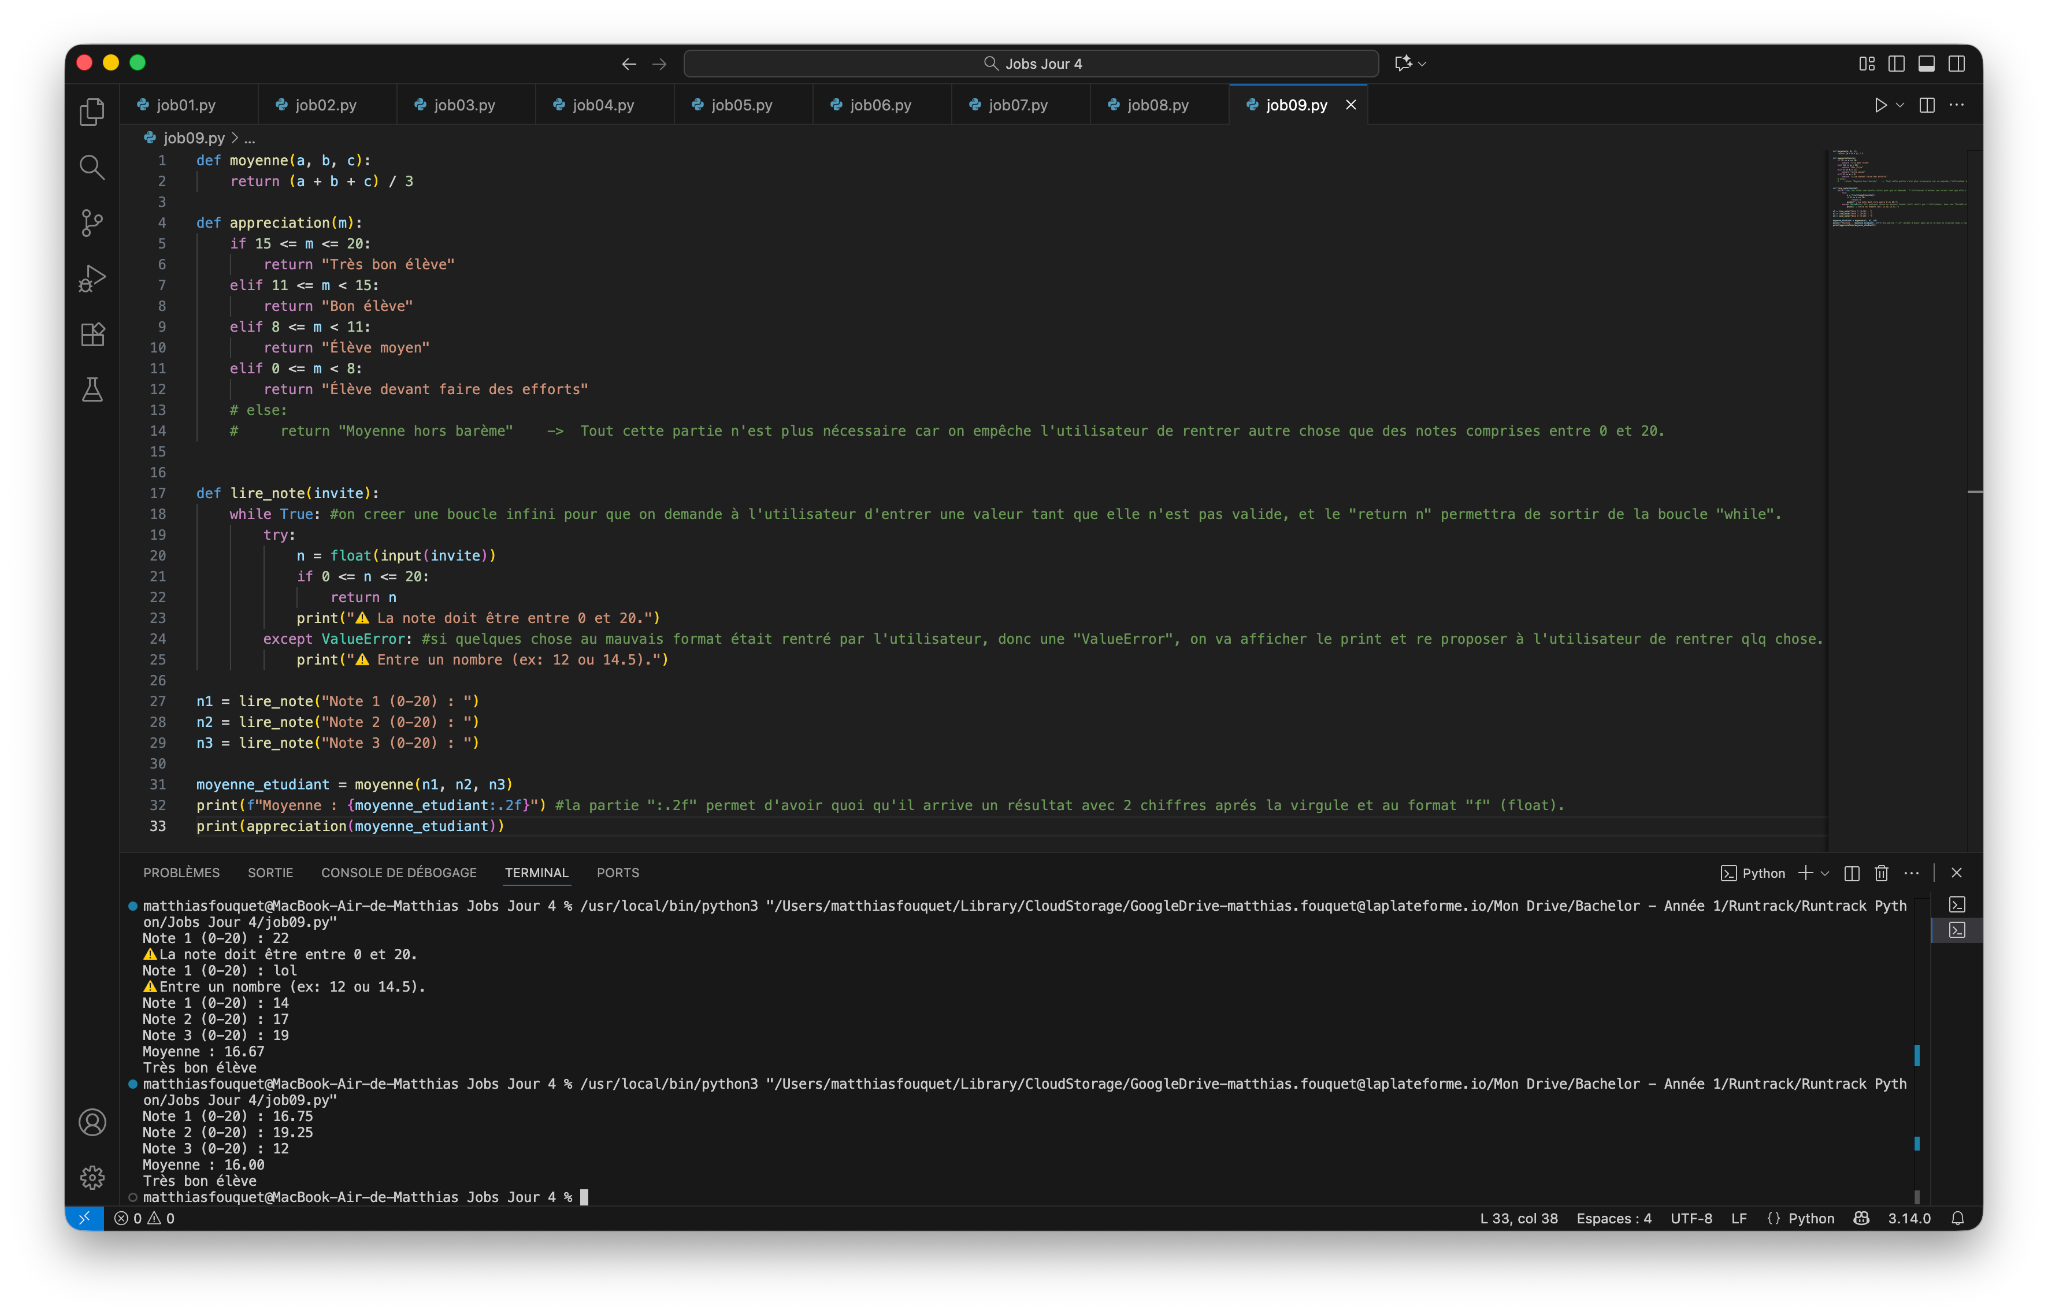 Jobs Jour 4
job01.py job02.py job03.py job04.py job05.py job06.py job07.py job08.py job09.py
job09.py > ...
1 def moyenne(a, b, c):
2 return (a + b + c) / 3
3
4 def appreciation(m):
5 if 15 <= m <= 20:
6 return "Très bon élève"
7 elif 11 <= m < 15:
8 return "Bon élève"
9 elif 8 <= m < 11:
10 return "Élève moyen"
11 elif 0 <= m < 8:
12 return "Élève devant faire des efforts"
13 # else:
14 # return "Moyenne hors barème" -> Tout cette partie n'est plus nécessaire car on empêche l'utilisateur de rentrer autre chose que des notes comprises entre 0 et 20.
15
16
17 def lire_note(invite):
18 while True: #on creer une boucle infini pour que on demande à l'utilisateur d'entrer une valeur tant que elle n'est pas valide, et le "return n" permettra de sortir de la boucle "while".
19 try:
20 n = float(input(invite))
21 if 0 <= n <= 20:
22 return n
23 print("⚠️ La note doit être entre 0 et 20.")
24 except ValueError: #si quelques chose au mauvais format était rentré par l'utilisateur, donc une "ValueError", on va afficher le print et re proposer à l'utilisateur de rentrer qlq chose.
25 print("⚠️ Entre un nombre (ex: 12 ou 14.5).")
26
27 n1 = lire_note("Note 1 (0-20) : ")
28 n2 = lire_note("Note 2 (0-20) : ")
29 n3 = lire_note("Note 3 (0-20) : ")
30
31 moyenne_etudiant = moyenne(n1, n2, n3)
32 print(f"Moyenne : {moyenne_etudiant:.2f}") #la partie ":.2f" permet d'avoir quoi qu'il arrive un résultat avec 2 chiffres aprés la virgule et au format "f" (float).
33 print(appreciation(moyenne_etudiant))
PROBLÈMES SORTIE CONSOLE DE DÉBOGAGE TERMINAL PORTS Python
matthiasfouquet@MacBook-Air-de-Matthias Jobs Jour 4 % /usr/local/bin/python3 "/Users/matthiasfouquet/Library/CloudStorage/GoogleDrive-matthias.fouquet@laplateforme.io/Mon Drive/Bachelor - Année 1/Runtrack/Runtrack Pyth
on/Jobs Jour 4/job09.py"
Note 1 (0-20) : 22
⚠️La note doit être entre 0 et 20.
Note 1 (0-20) : lol
⚠️Entre un nombre (ex: 12 ou 14.5).
Note 1 (0-20) : 14
Note 2 (0-20) : 17
Note 3 (0-20) : 19
Moyenne : 16.67
Très bon élève
matthiasfouquet@MacBook-Air-de-Matthias Jobs Jour 4 % /usr/local/bin/python3 "/Users/matthiasfouquet/Library/CloudStorage/GoogleDrive-matthias.fouquet@laplateforme.io/Mon Drive/Bachelor - Année 1/Runtrack/Runtrack Pyth
on/Jobs Jour 4/job09.py"
Note 1 (0-20) : 16.75
Note 2 (0-20) : 19.25
Note 3 (0-20) : 12
Moyenne : 16.00
Très bon élève
matthiasfouquet@MacBook-Air-de-Matthias Jobs Jour 4 %
0 0 L 33, col 38 Espaces : 4 UTF-8 LF {} Python 3.14.0